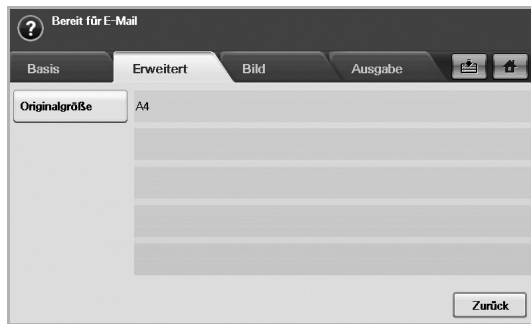 ? Bereit für E-Mail
Basis Erweitert Bild Ausgabe
Originalgröße A4
Zurück